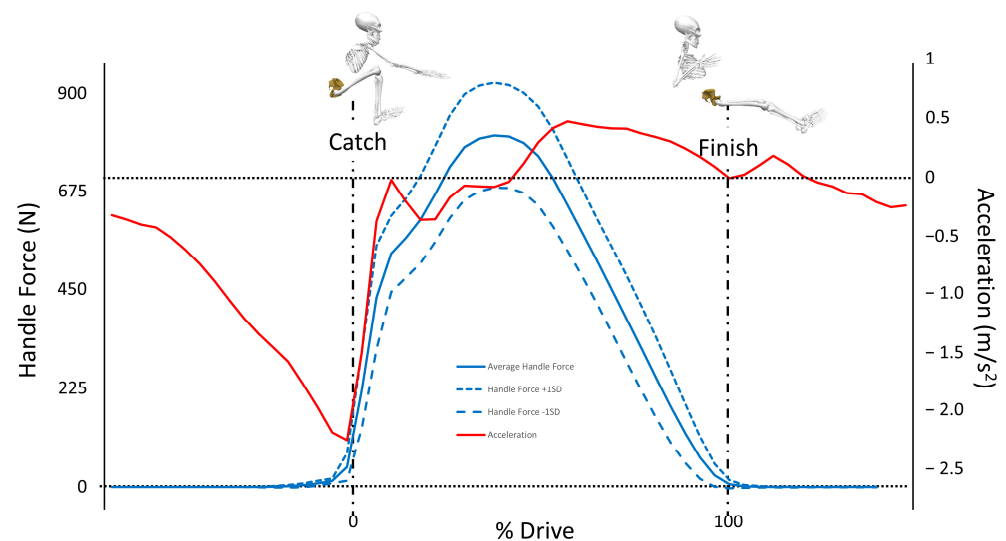 Catch
Finish
Handle Force (N)
900
675
450
225
0
1
0.5
0
−0.5
− 1.0
− 1.5
− 2.0
− 2.5
Acceleration (m/s²)
Average Handle Force
Handle Force +1SD
Handle Force -1SD
Acceleration
0
100
% Drive